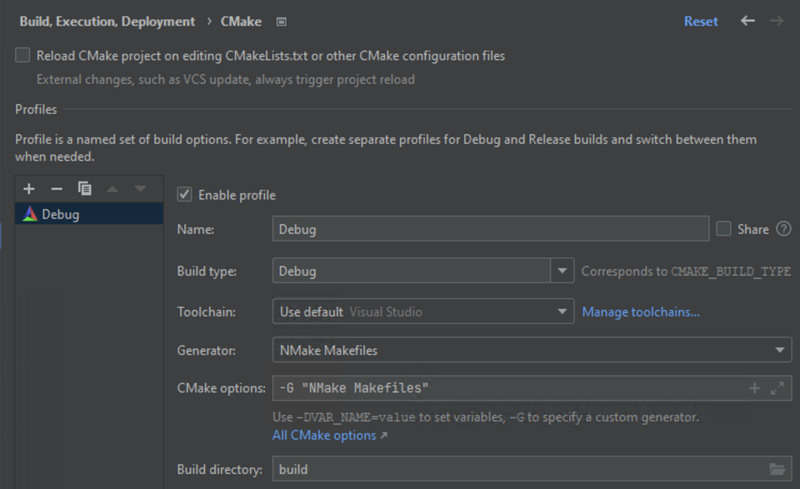 Build, Execution, Deployment › CMake
Reset
Reload CMake project on editing CMakeLists.txt or other CMake configuration files
External changes, such as VCS update, always trigger project reload
Profiles
Profile is a named set of build options. For example, create separate profiles for Debug and Release builds and switch between them
when needed.
Debug
Enable profile
Name: Debug Share
Build type: Debug Corresponds to CMAKE_BUILD_TYPE
Toolchain: Use default Visual Studio Manage toolchains...
Generator: NMake Makefiles
CMake options: -G "NMake Makefiles"
Use -DVAR_NAME=value to set variables, -G to specify a custom generator.
All CMake options ↗
Build directory: build